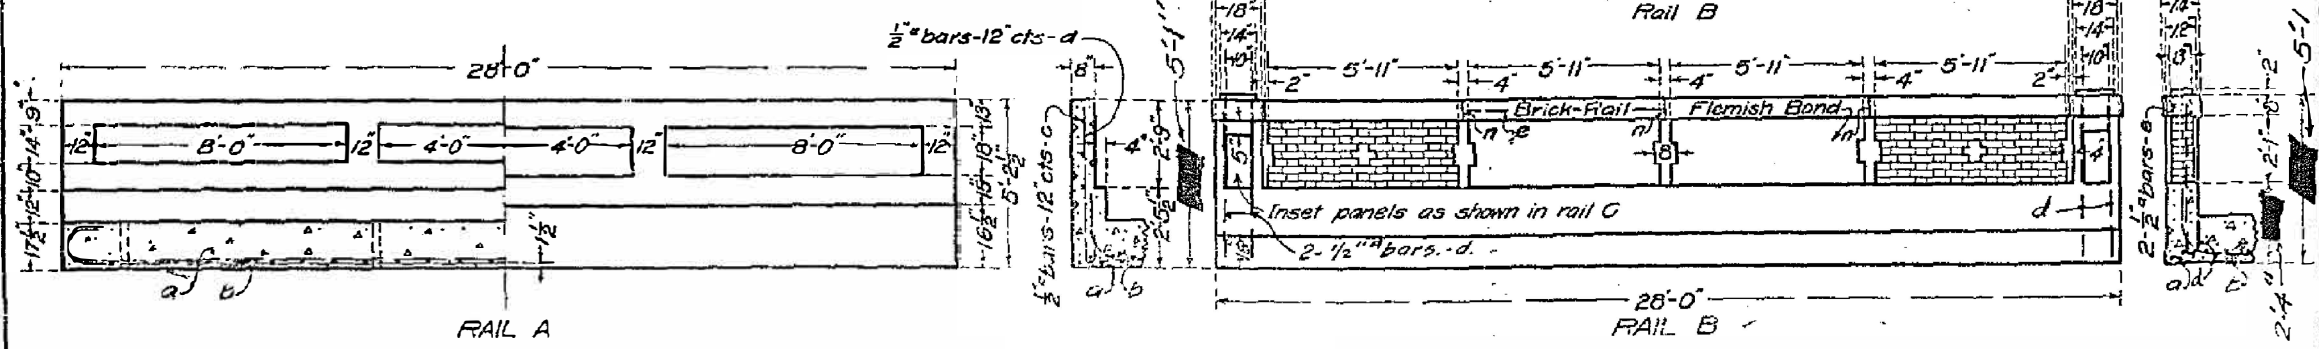 Rail B
18"
14"
10"
18
14
10"
14
12
8
1/2"ᵠ bars-12" cts-d
28'-0"
8"
5'-1"
5'-11"
5'-11"
5'-11"
5'-11"
2"
4"
4"
4"
2"
5'-1
9"
14"
10"
12"
17 1/2"
12"
8'-0"
12"
4'-0"
4'-0"
12"
8'-0"
12"
13"
18"
15"
16 1/2"
5'-2 1/2"
1 1/2"
1/2" bars-12" cts-c
4"
2'-9"
2'-5 1/2"
Brick-Rail
Flemish Bond
n
e
n
n
5"
8
4"
2-1/2" bars-e
2"
8"
2'-1"
2'-4"
Inset panels as shown in rail C
d
2-1/2" bars.-d.
a
b
a
b
a
d
28'-0"
RAIL A
RAIL B